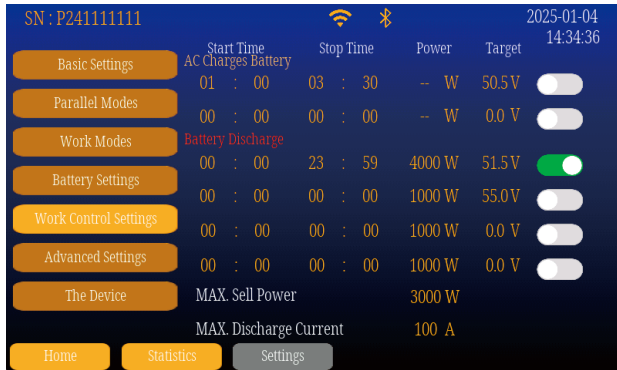 SN : P241111111
2025-01-04
14:34:36
Start Time Stop Time Power Target
Basic Settings
AC Charges Battery
01 : 00 03 : 30 -- W 50.5 V
Parallel Modes
00 : 00 00 : 00 -- W 0.0 V
Work Modes
Battery Discharge
00 : 00 23 : 59 4000 W 51.5 V
Battery Settings
00 : 00 00 : 00 1000 W 55.0 V
Work Control Settings
00 : 00 00 : 00 1000 W 0.0 V
Advanced Settings
00 : 00 00 : 00 1000 W 0.0 V
The Device
MAX. Sell Power 3000 W
MAX. Discharge Current 100 A
Home Statistics Settings